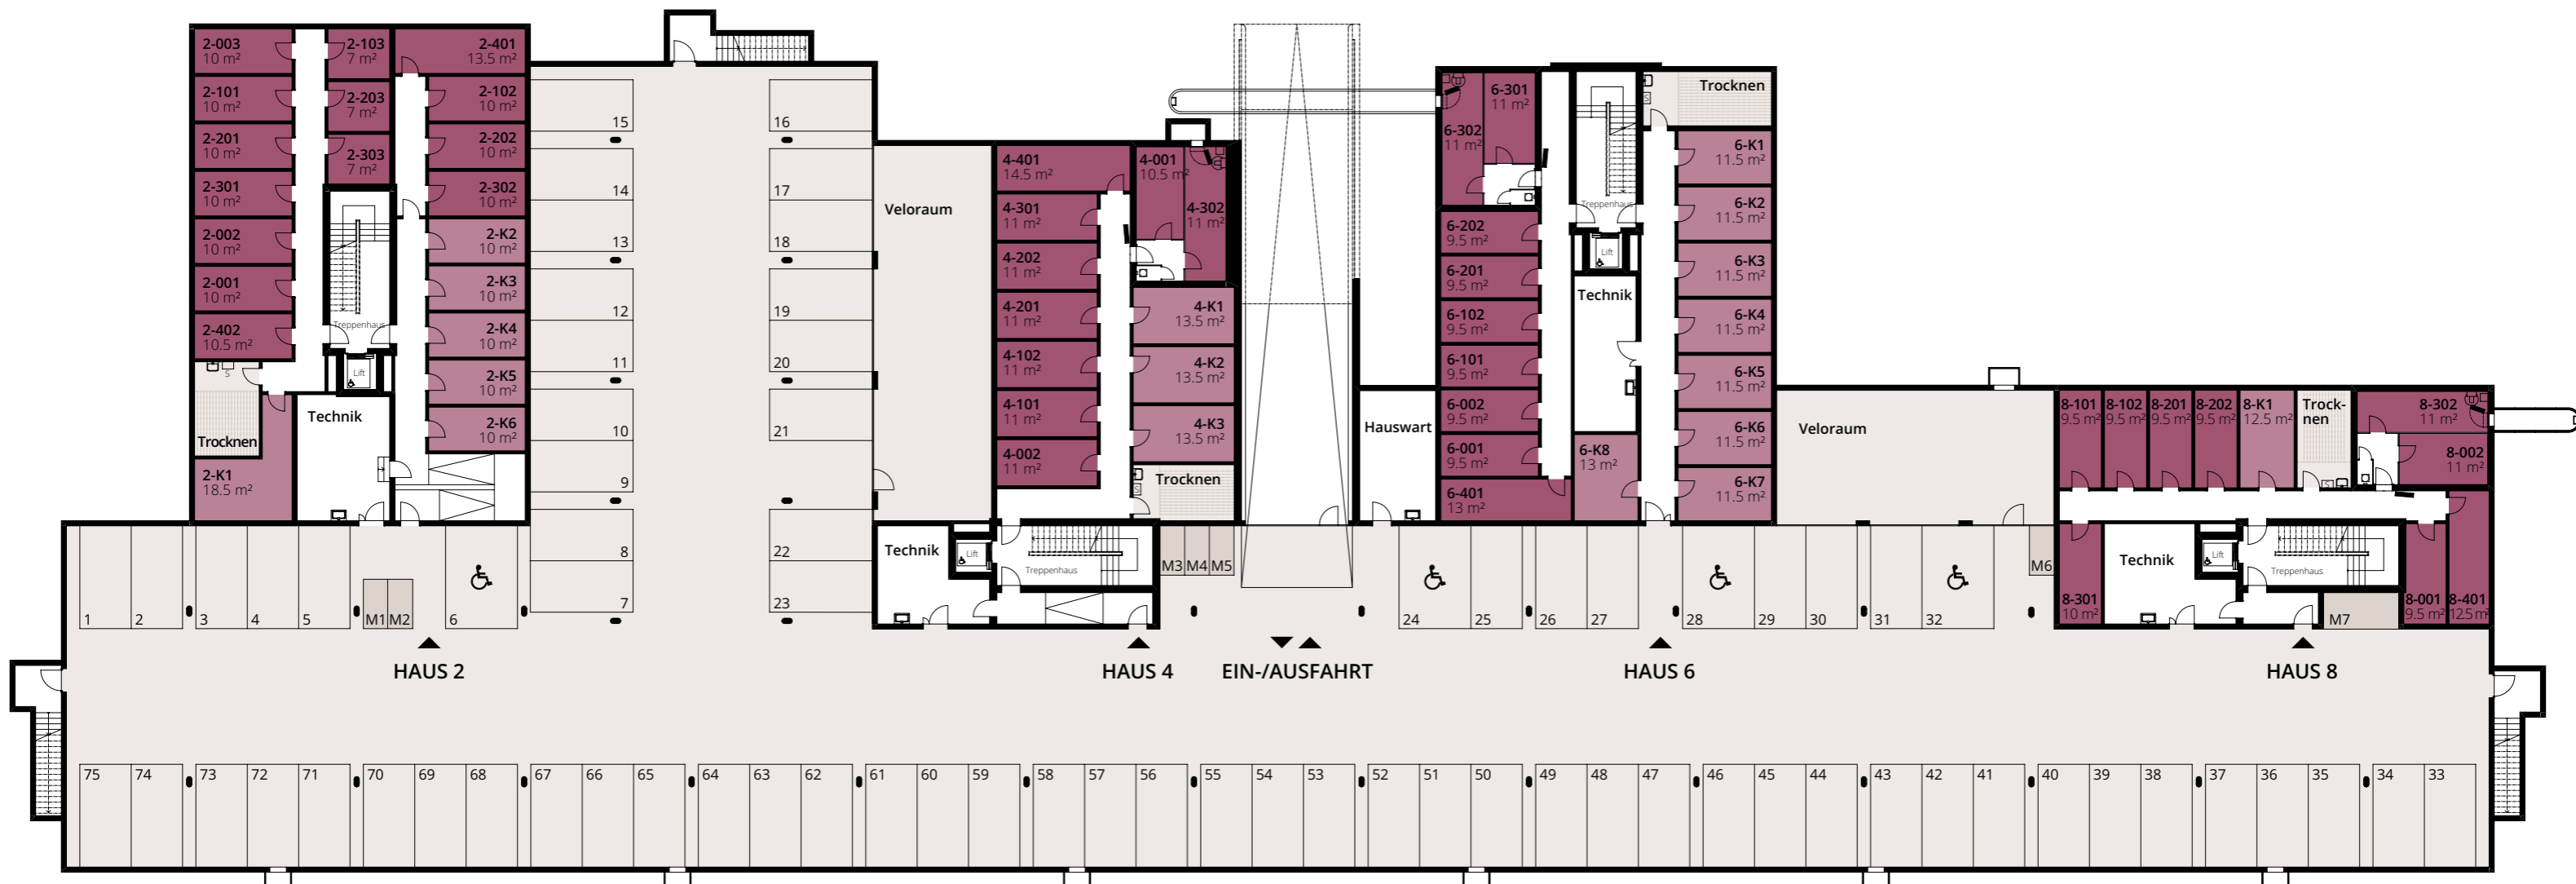 2-003
10 m²
2-101
10 m²
2-201
10 m²
2-301
10 m²
2-002
10 m²
2-001
10 m²
2-402
10.5 m²
S
Trocknen
2-K1
18.5 m²
2-103
7 m²
2-203
7 m²
2-303
7 m²
Treppenhaus
Lift
Technik
2-401
13.5 m²
2-102
10 m²
2-202
10 m²
2-302
10 m²
2-K2
10 m²
2-K3
10 m²
2-K4
10 m²
2-K5
10 m²
2-K6
10 m²
15
14
13
12
11
10
9
8
7
16
17
18
19
20
21
22
23
Veloraum
4-401
14.5 m²
4-301
11 m²
4-202
11 m²
4-201
11 m²
4-102
11 m²
4-101
11 m²
4-002
11 m²
4-001
10.5 m²
4-302
11 m²
4-K1
13.5 m²
4-K2
13.5 m²
4-K3
13.5 m²
S
Trocknen
Technik
Lift
Treppenhaus
M3 M4 M5
Hauswart
6-302
11 m²
6-301
11 m²
6-202
9.5 m²
6-201
9.5 m²
6-102
9.5 m²
6-101
9.5 m²
6-002
9.5 m²
6-001
9.5 m²
6-401
13 m²
Treppenhaus
Lift
Technik
6-K8
13 m²
S
Trocknen
6-K1
11.5 m²
6-K2
11.5 m²
6-K3
11.5 m²
6-K4
11.5 m²
6-K5
11.5 m²
6-K6
11.5 m²
6-K7
11.5 m²
Veloraum
8-101
9.5 m²
8-102
9.5 m²
8-201
9.5 m²
8-202
9.5 m²
8-K1
12.5 m²
Trock-
nen
S
8-302
11 m²
8-002
11 m²
8-301
10 m²
Technik
Lift
Treppenhaus
M7
8-001
9.5 m²
8-401
12.5 m²
1 2 3 4 5 M1 M2 6
24 25 26 27 28 29 30 31 32 M6
HAUS 2
HAUS 4
EIN-/AUSFAHRT
HAUS 6
HAUS 8
75 74 73 72 71 70 69 68 67 66 65 64 63 62 61 60 59 58 57 56 55 54 53 52 51 50 49 48 47 46 45 44 43 42 41 40 39 38 37 36 35 34 33